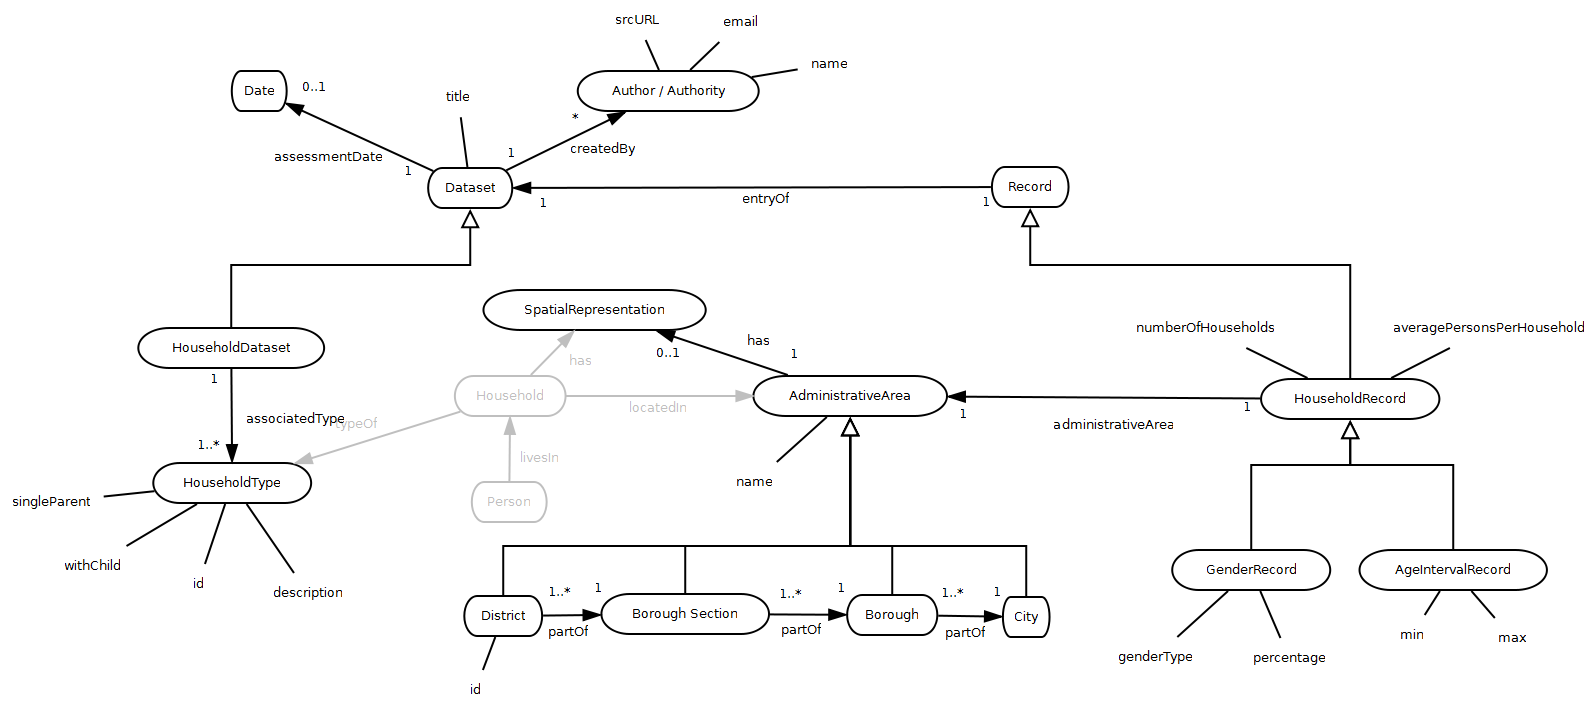 srcURL
email
name
Date
0..1
Author / Authority
title
*
createdBy
assessmentDate
1
1
Dataset
Record
1
entryOf
1
SpatialRepresentation
has
0..1
1
numberOfHouseholds
averagePersonsPerHousehold
HouseholdDataset
has
1
Household
AdministrativeArea
HouseholdRecord
locatedIn
1
1
associatedType
typeOf
administrativeArea
1..*
livesIn
HouseholdType
name
singleParent
Person
withChild
id
description
GenderRecord
AgeIntervalRecord
1..*
1
1..*
1
1..*
1
District
Borough Section
Borough
City
partOf
partOf
partOf
min
max
genderType
percentage
id